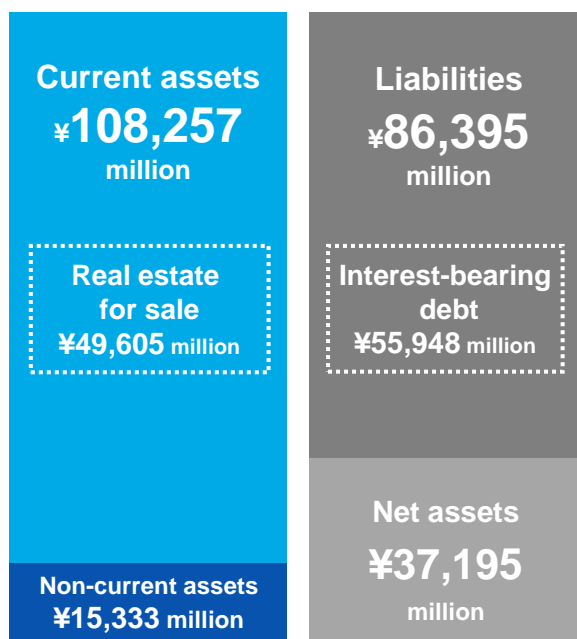 Current assets
¥108,257
million
Real estate
for sale
¥49,605 million
Non-current assets
¥15,333 million
Liabilities
¥86,395
million
Interest-bearing
debt
¥55,948 million
Net assets
¥37,195
million